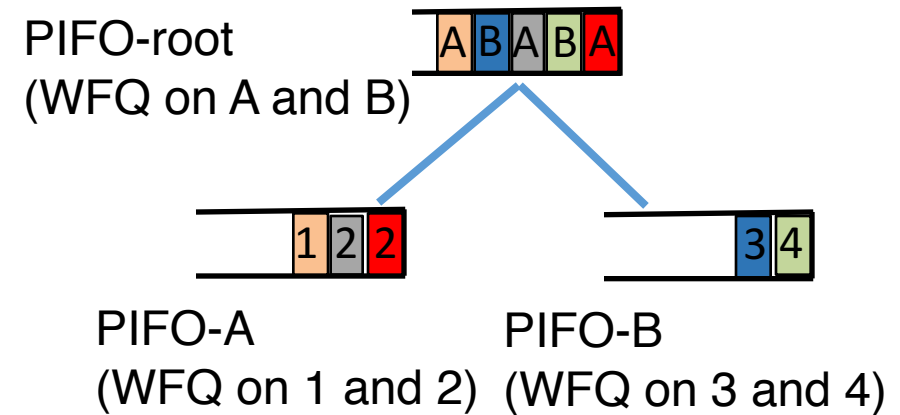 PIFO-root
(WFQ on A and B)
A B A B A
1 2 2
3 4
PIFO-A
(WFQ on 1 and 2)
PIFO-B
(WFQ on 3 and 4)